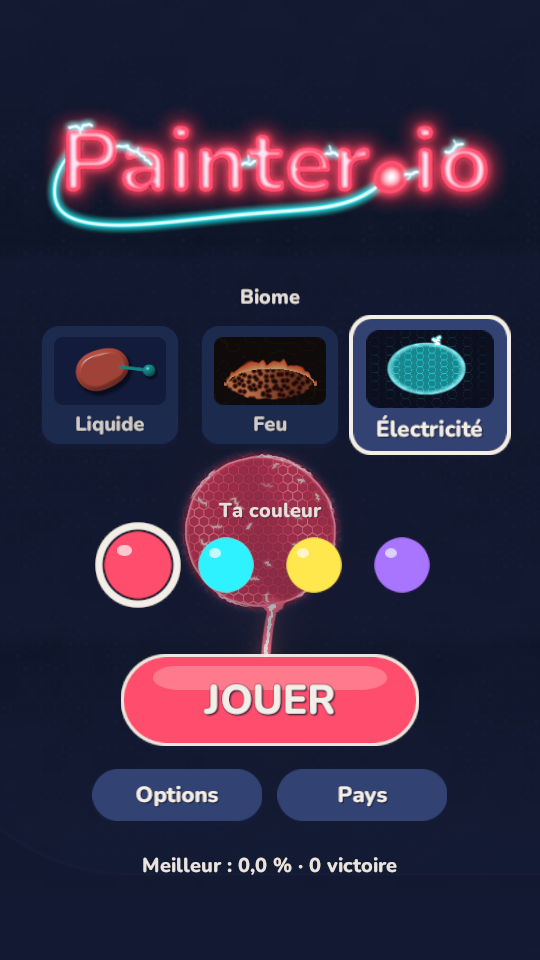 Painter.io
Biome
Liquide
Feu
Électricité
Ta couleur
JOUER
Options
Pays
Meilleur : 0,0 % · 0 victoire